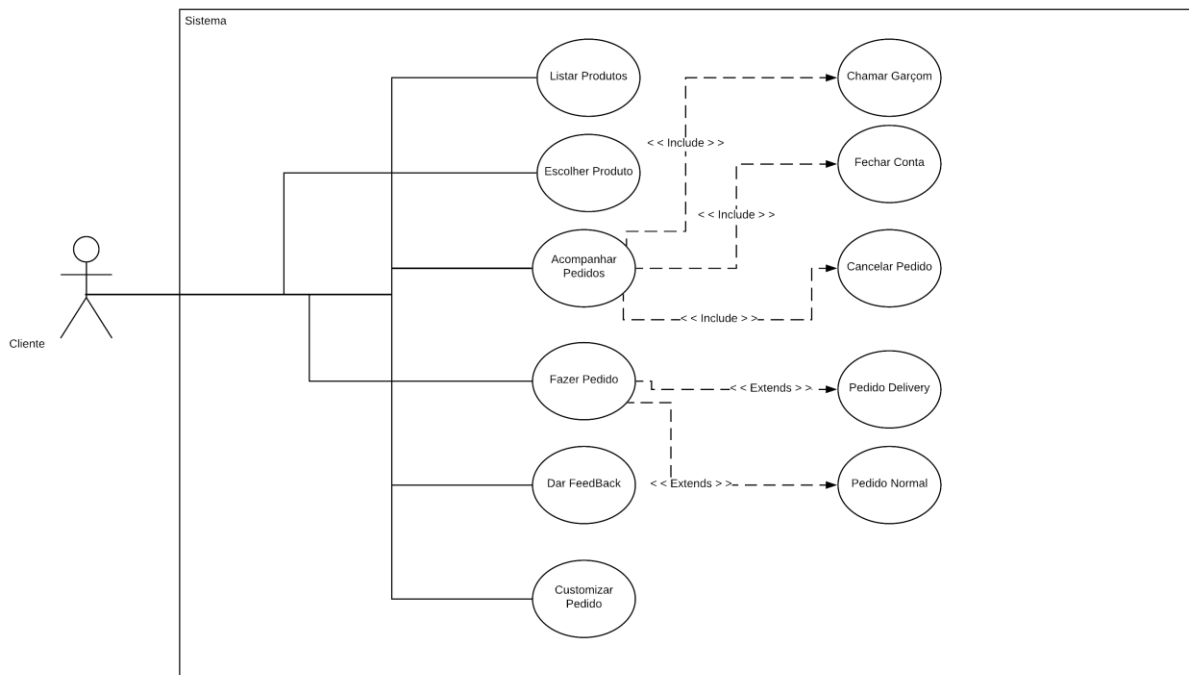 Sistema
Listar Produtos
Chamar Garçom
< < Include > >
Escolher Produto
Fechar Conta
< < Include > >
Acompanhar
Pedidos
Cancelar Pedido
< < Include > >
Cliente
Fazer Pedido
< < Extends > >
Pedido Delivery
Dar FeedBack
< < Extends > >
Pedido Normal
Customizar
Pedido